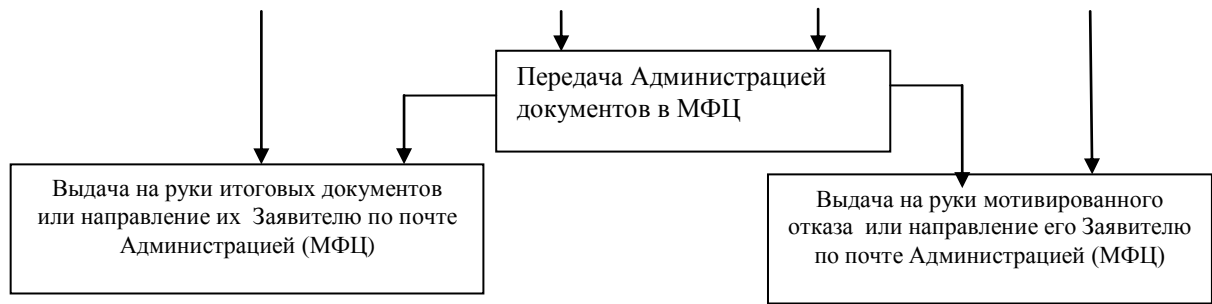 Передача Администрацией
документов в МФЦ
Выдача на руки итоговых документов
или направление их Заявителю по почте
Администрацией (МФЦ)
Выдача на руки мотивированного
отказа или направление его Заявителю
по почте Администрацией (МФЦ)